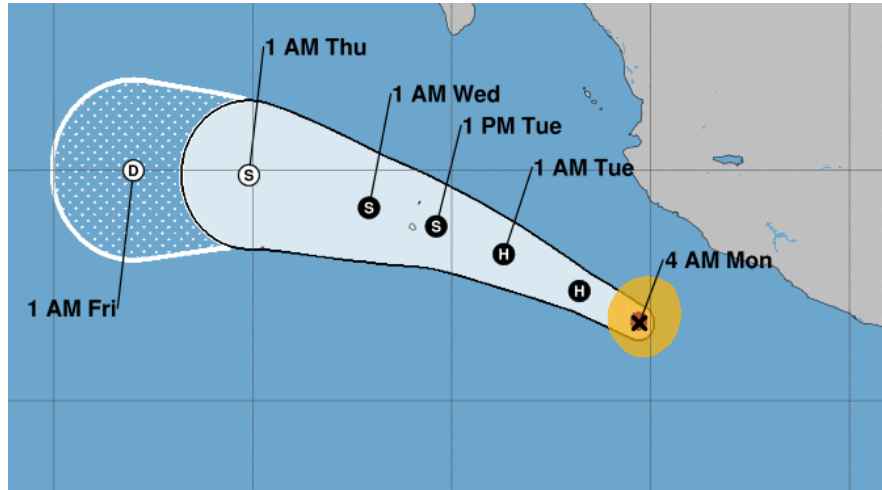 1 AM Thu
1 AM Wed
1 PM Tue
1 AM Tue
4 AM Mon
D
S
S
S
H
H
1 AM Fri